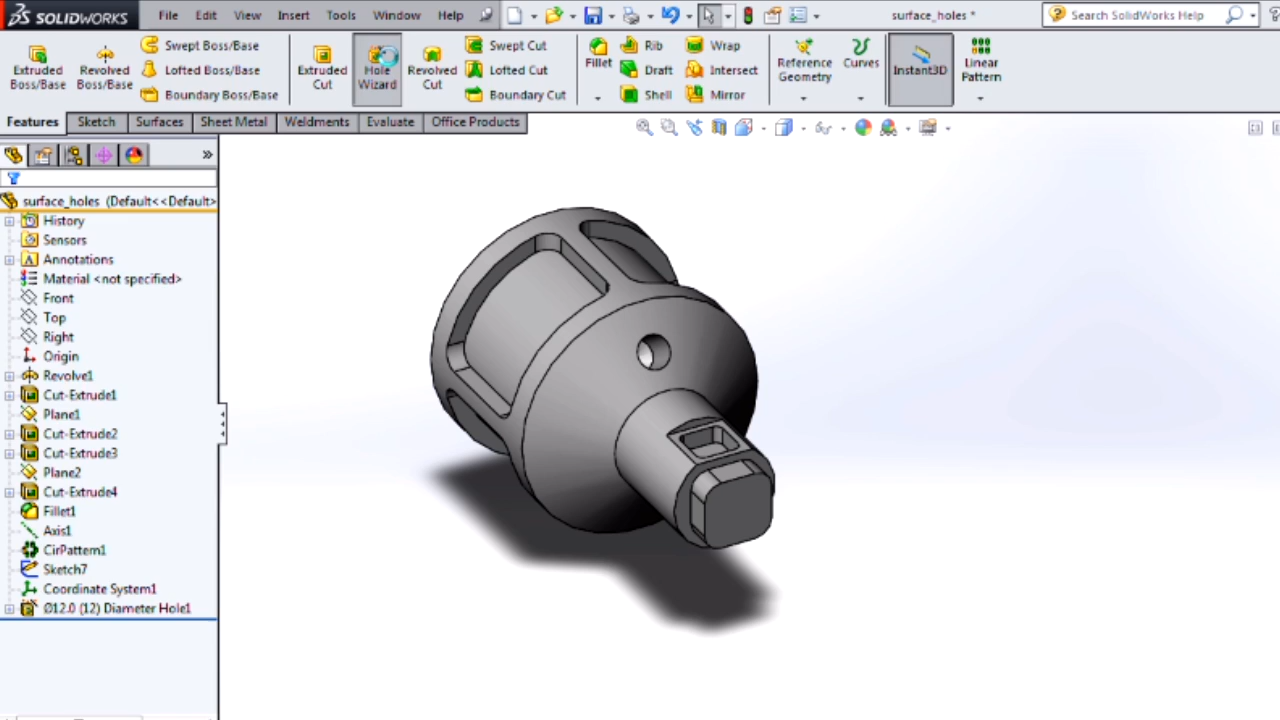 SOLIDWORKS File Edit View Insert Tools Window Help surface_holes * Search SolidWorks Help
Extruded Boss/Base
Revolved Boss/Base
Swept Boss/Base
Lofted Boss/Base
Boundary Boss/Base
Extruded Cut
Hole Wizard
Revolved Cut
Swept Cut
Lofted Cut
Boundary Cut
Fillet
Rib
Draft
Shell
Wrap
Intersect
Mirror
Reference Geometry
Curves
Instant3D
Linear Pattern
Features Sketch Surfaces Sheet Metal Weldments Evaluate Office Products
surface_holes (Default<<Default>
History
Sensors
Annotations
Material <not specified>
Front
Top
Right
Origin
Revolve1
Cut-Extrude1
Plane1
Cut-Extrude2
Cut-Extrude3
Plane2
Cut-Extrude4
Fillet1
Axis1
CirPattern1
Sketch7
Coordinate System1
Ø12.0 (12) Diameter Hole1